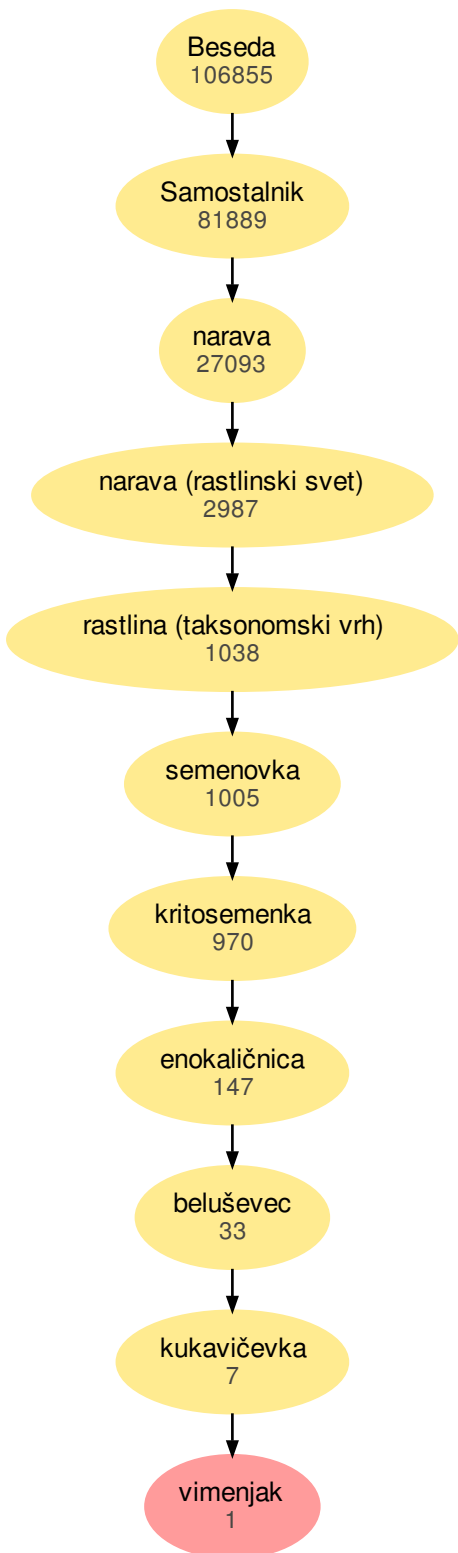 Beseda
106855
Samostalnik
81889
narava
27093
narava (rastlinski svet)
2987
rastlina (taksonomski vrh)
1038
semenovka
1005
kritosemenka
970
enokaličnica
147
beluševec
33
kukavičevka
7
vimenjak
1